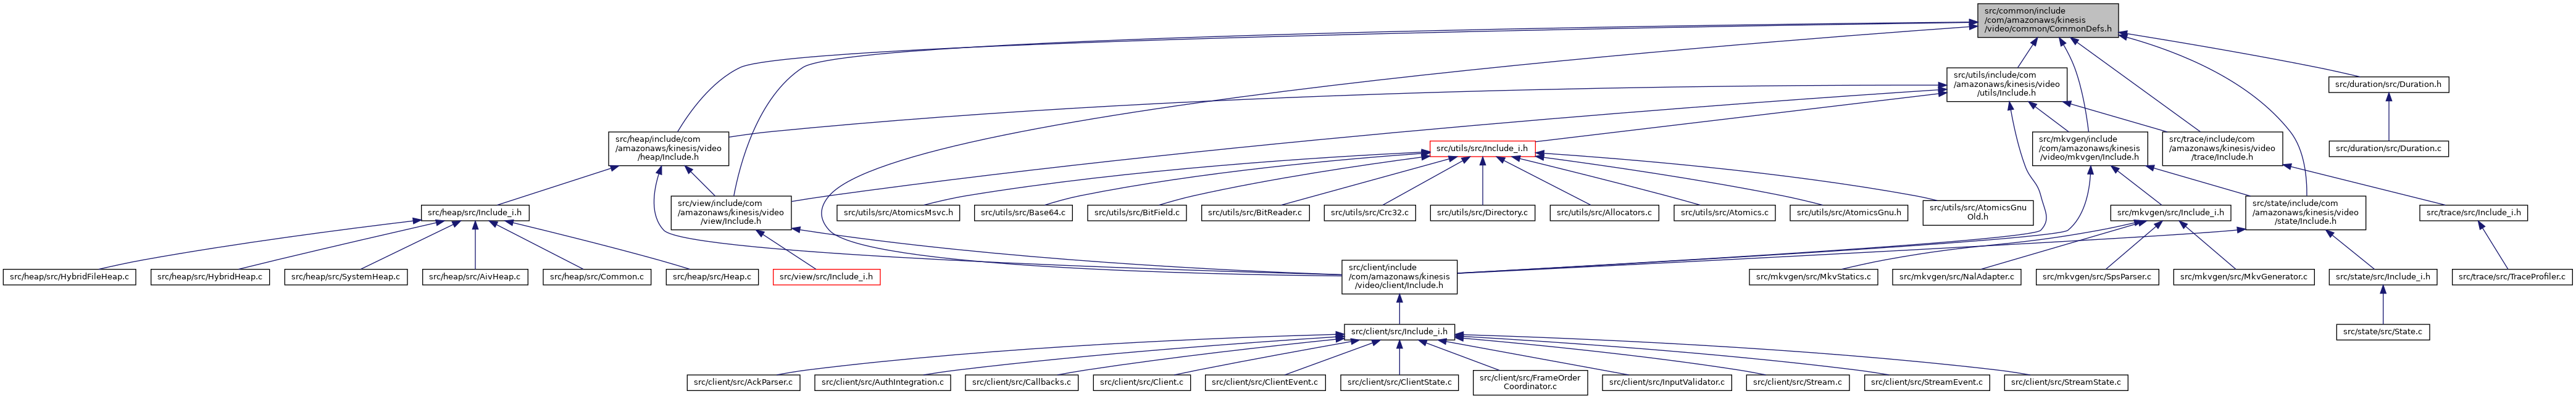 src/common/include
/com/amazonaws/kinesis
/video/common/CommonDefs.h
src/utils/include/com
/amazonaws/kinesis/video
/utils/Include.h
src/duration/src/Duration.h
src/heap/include/com
/amazonaws/kinesis/video
/heap/Include.h
src/utils/src/Include_i.h
src/mkvgen/include
/com/amazonaws/kinesis
/video/mkvgen/Include.h
src/trace/include/com
/amazonaws/kinesis/video
/trace/Include.h
src/duration/src/Duration.c
src/heap/src/Include_i.h
src/view/include/com
/amazonaws/kinesis/video
/view/Include.h
src/utils/src/AtomicsMsvc.h
src/utils/src/Base64.c
src/utils/src/BitField.c
src/utils/src/BitReader.c
src/utils/src/Crc32.c
src/utils/src/Directory.c
src/utils/src/Allocators.c
src/utils/src/Atomics.c
src/utils/src/AtomicsGnu.h
src/utils/src/AtomicsGnu
Old.h
src/mkvgen/src/Include_i.h
src/state/include/com
/amazonaws/kinesis/video
/state/Include.h
src/trace/src/Include_i.h
src/heap/src/HybridFileHeap.c
src/heap/src/HybridHeap.c
src/heap/src/SystemHeap.c
src/heap/src/AivHeap.c
src/heap/src/Common.c
src/heap/src/Heap.c
src/view/src/Include_i.h
src/client/include
/com/amazonaws/kinesis
/video/client/Include.h
src/mkvgen/src/MkvStatics.c
src/mkvgen/src/NalAdapter.c
src/mkvgen/src/SpsParser.c
src/mkvgen/src/MkvGenerator.c
src/state/src/Include_i.h
src/trace/src/TraceProfiler.c
src/client/src/Include_i.h
src/state/src/State.c
src/client/src/AckParser.c
src/client/src/AuthIntegration.c
src/client/src/Callbacks.c
src/client/src/Client.c
src/client/src/ClientEvent.c
src/client/src/ClientState.c
src/client/src/FrameOrder
Coordinator.c
src/client/src/InputValidator.c
src/client/src/Stream.c
src/client/src/StreamEvent.c
src/client/src/StreamState.c